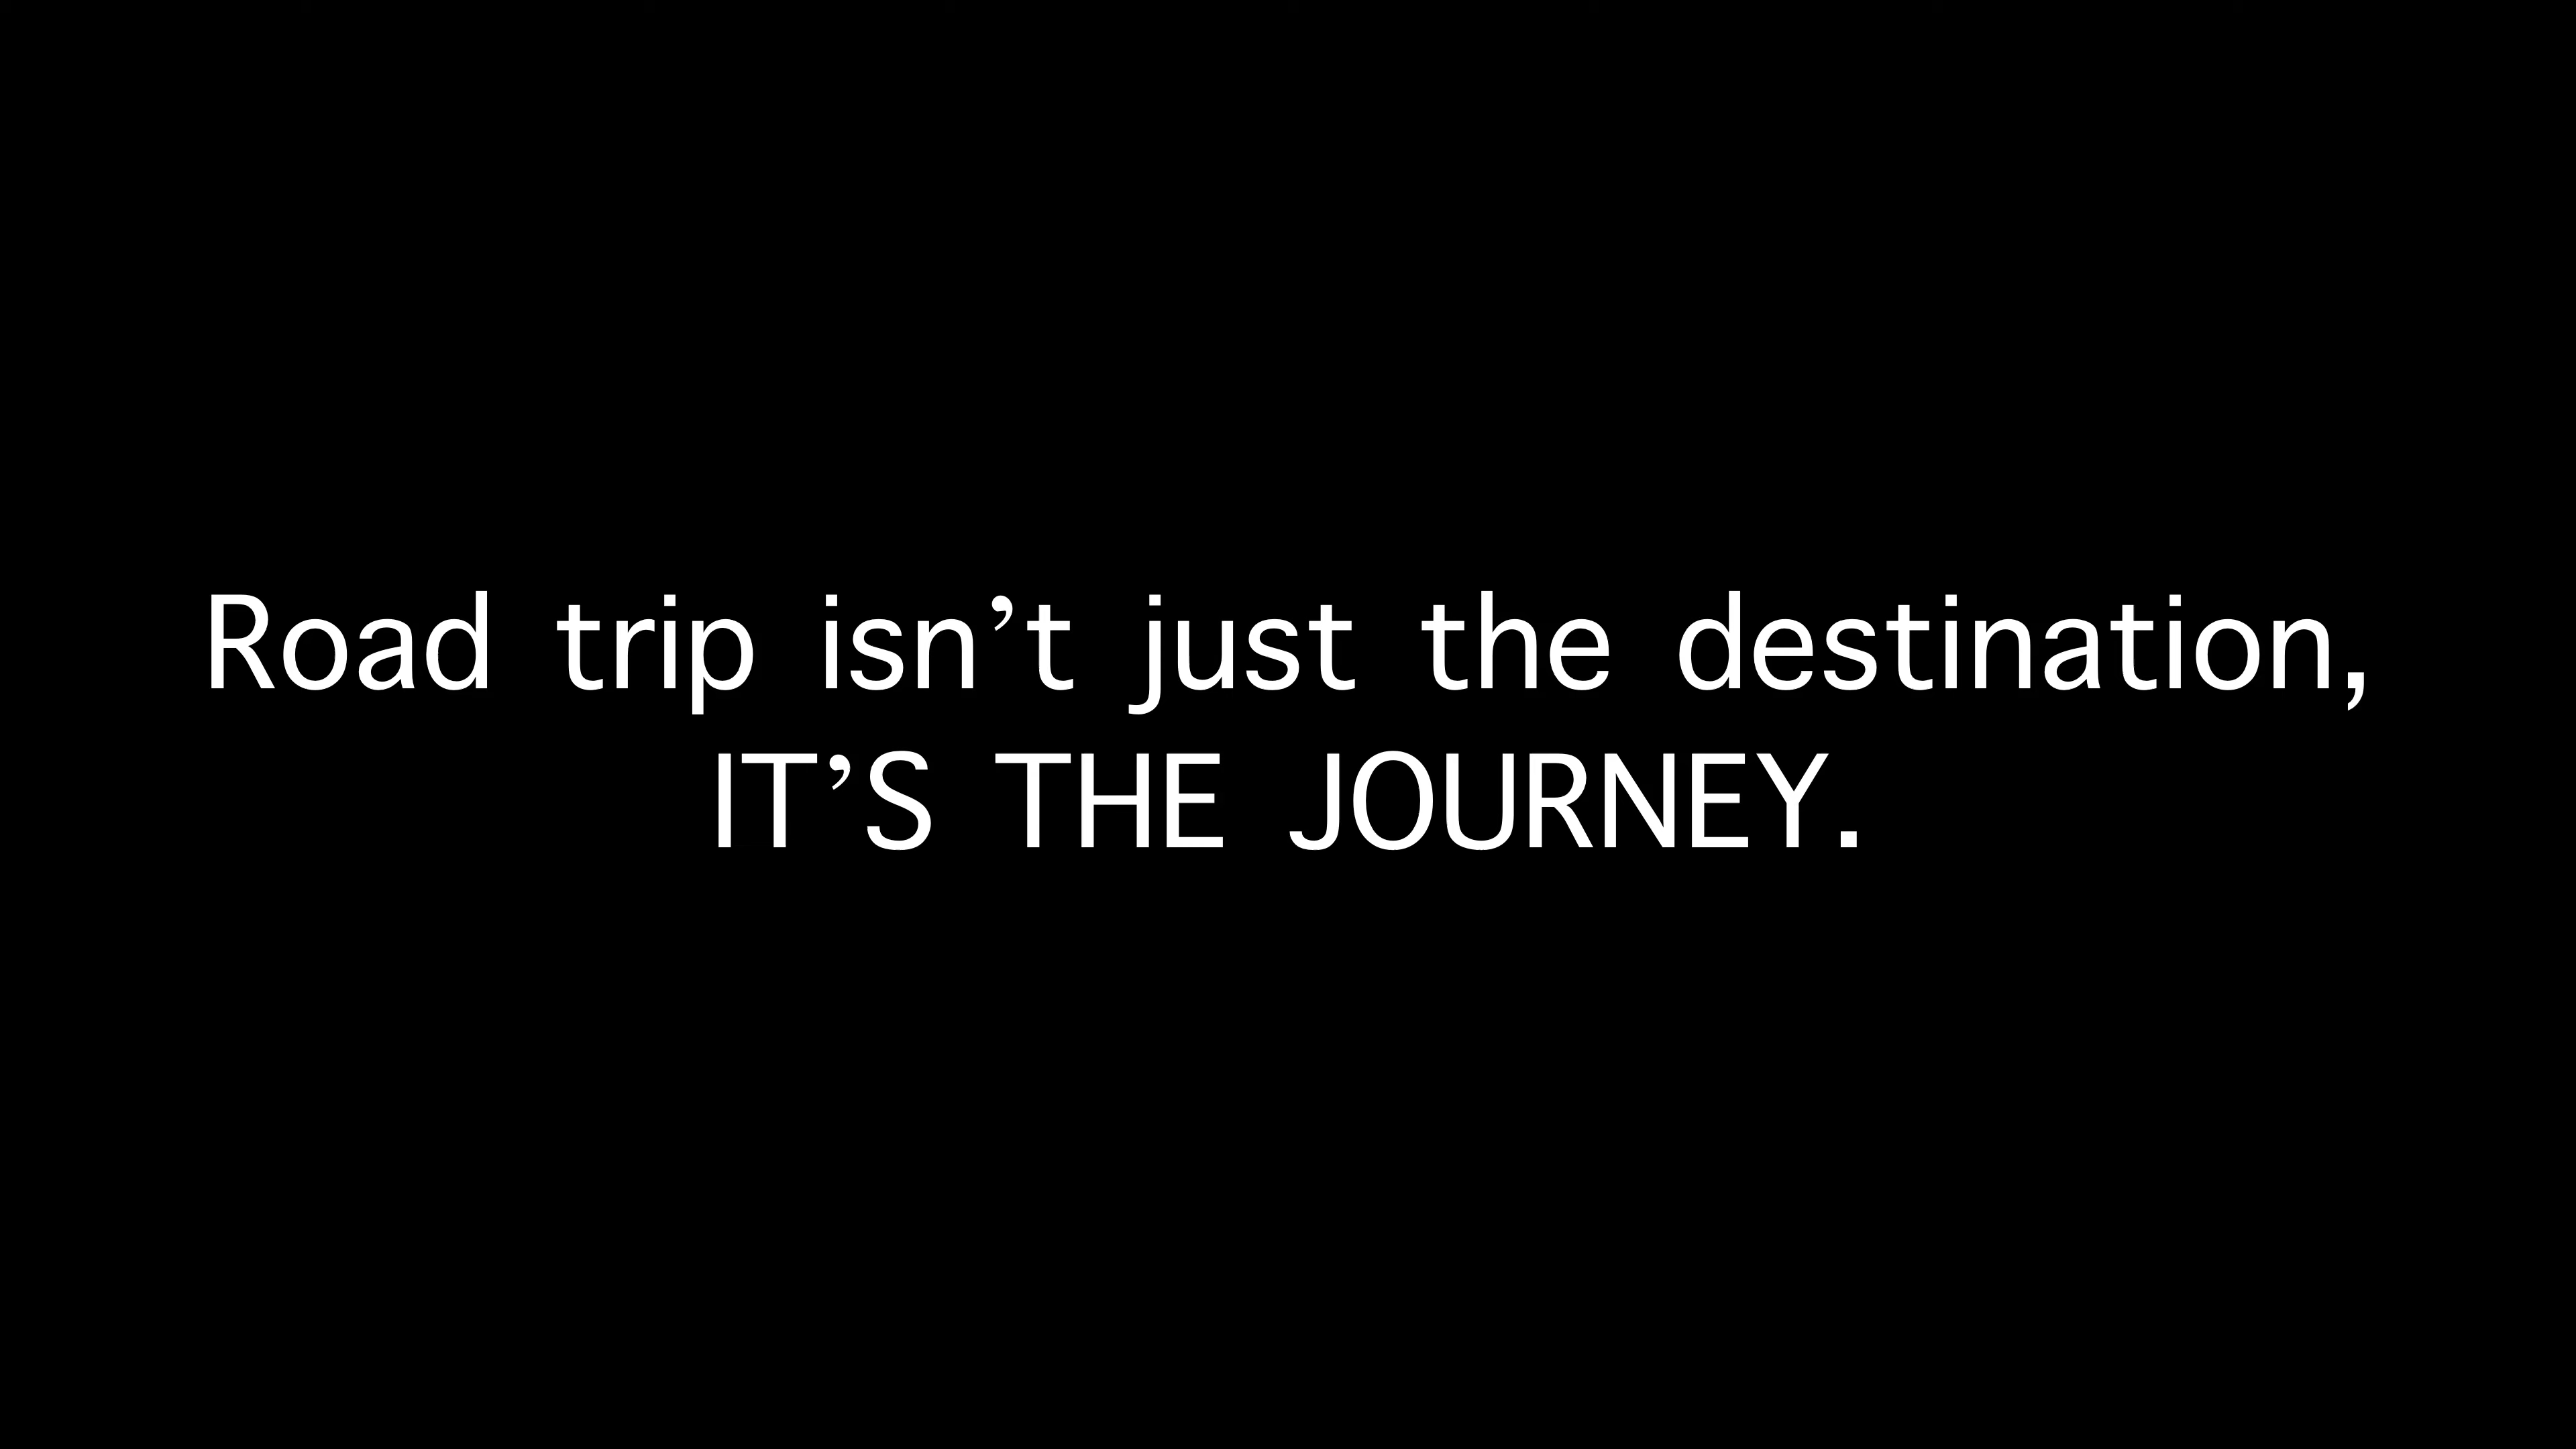 Road trip isn’t just the destination,
IT’S THE JOURNEY.